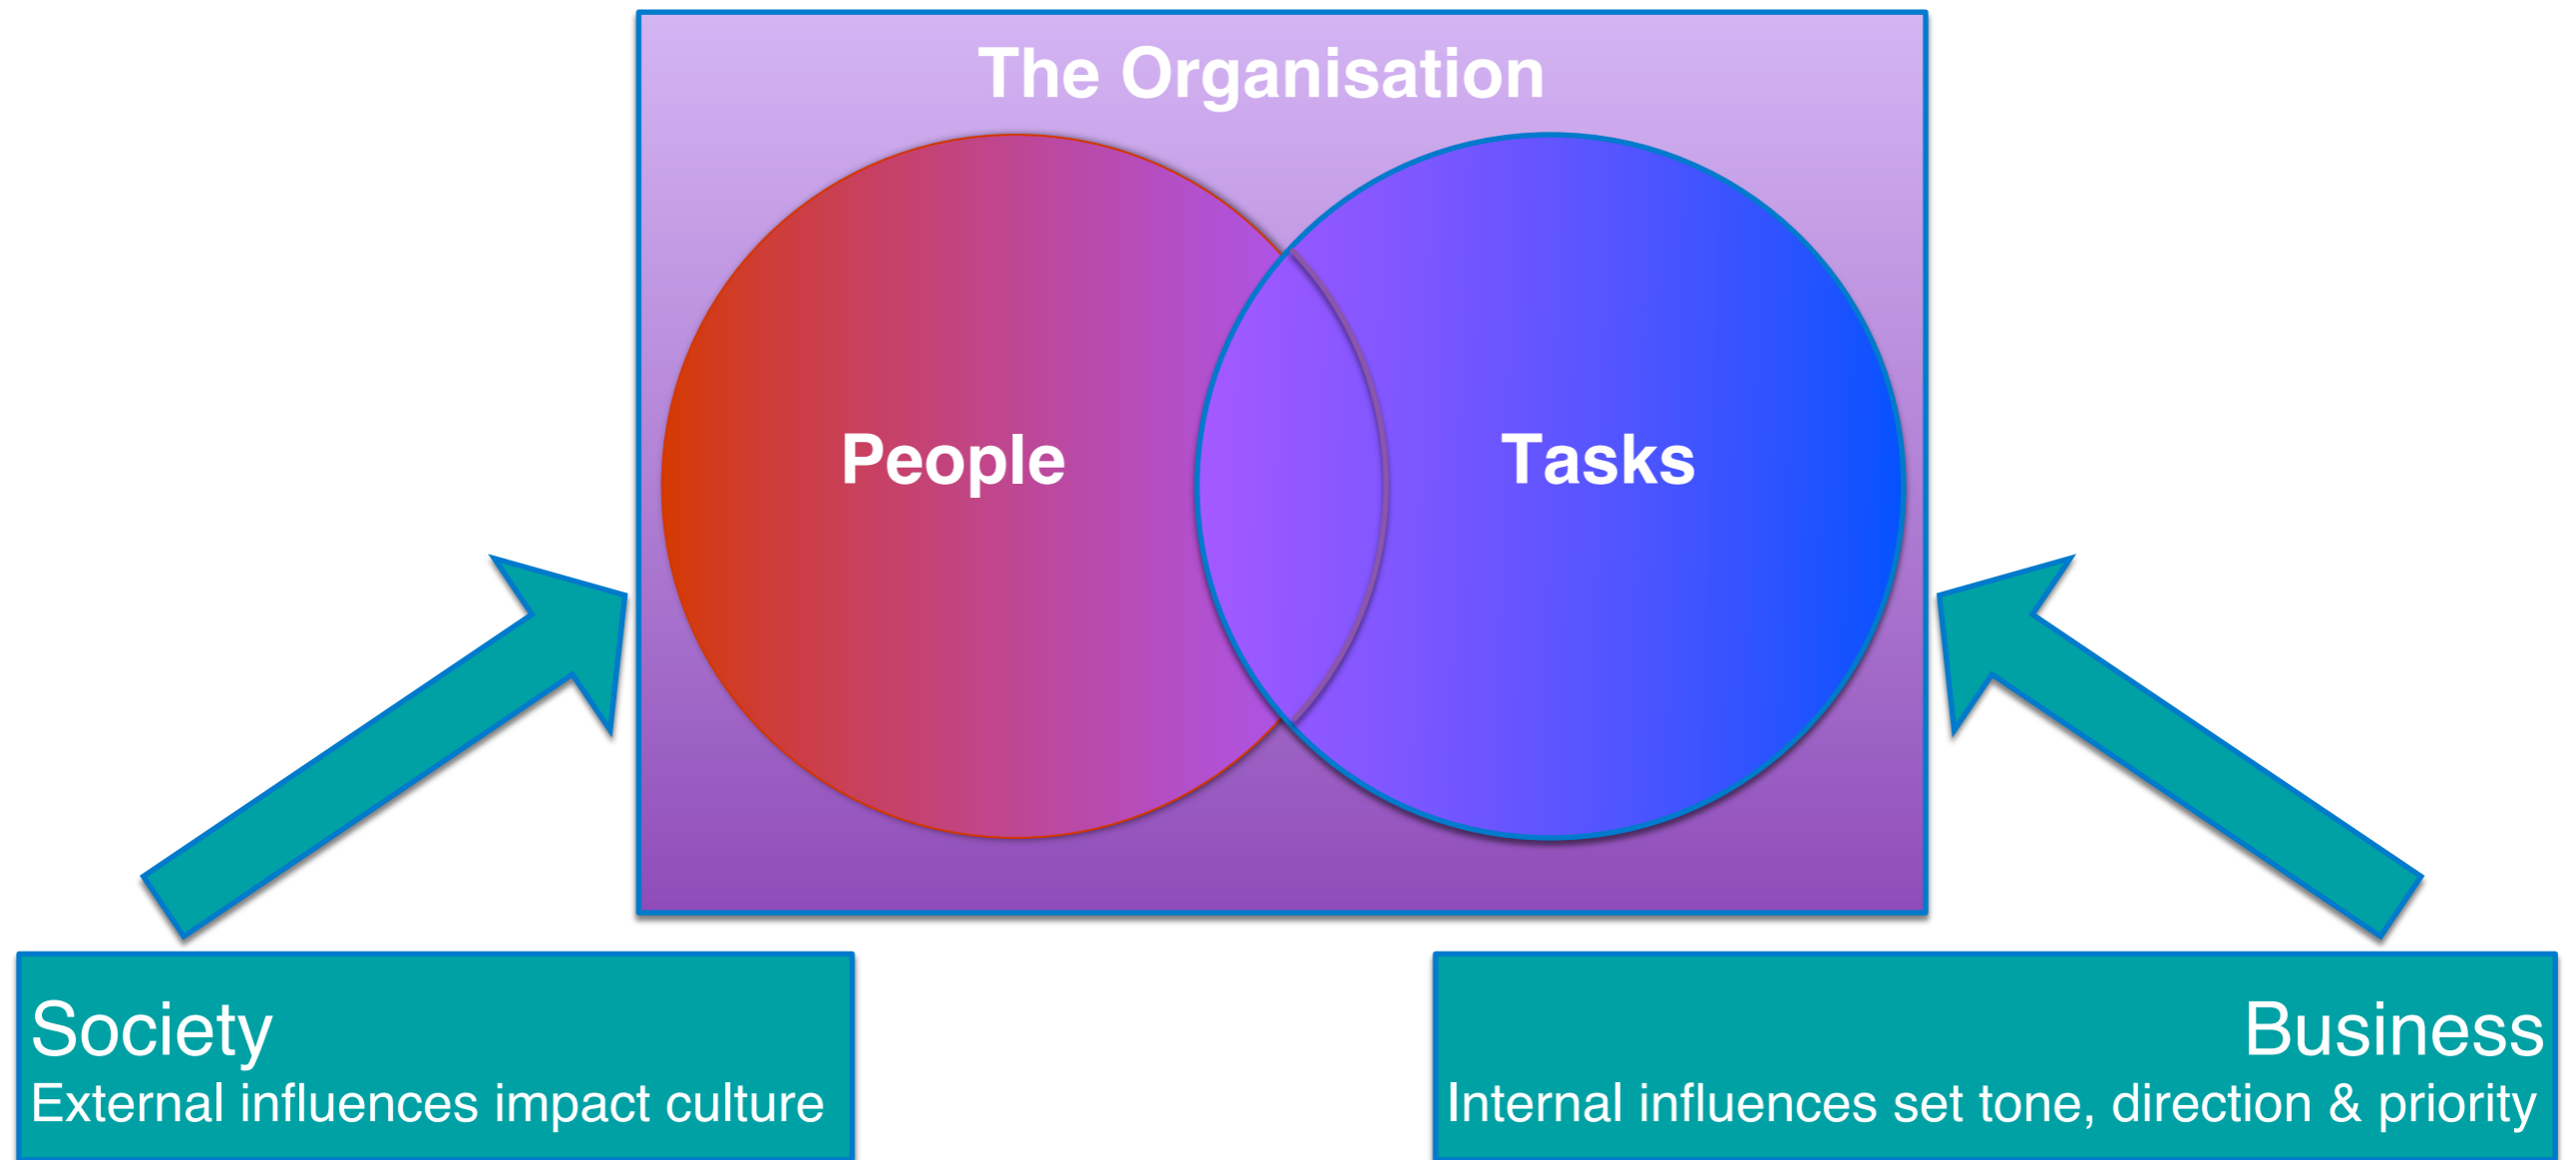 The Organisation
People
Tasks
Society
External influences impact culture
Business
Internal influences set tone, direction & priority